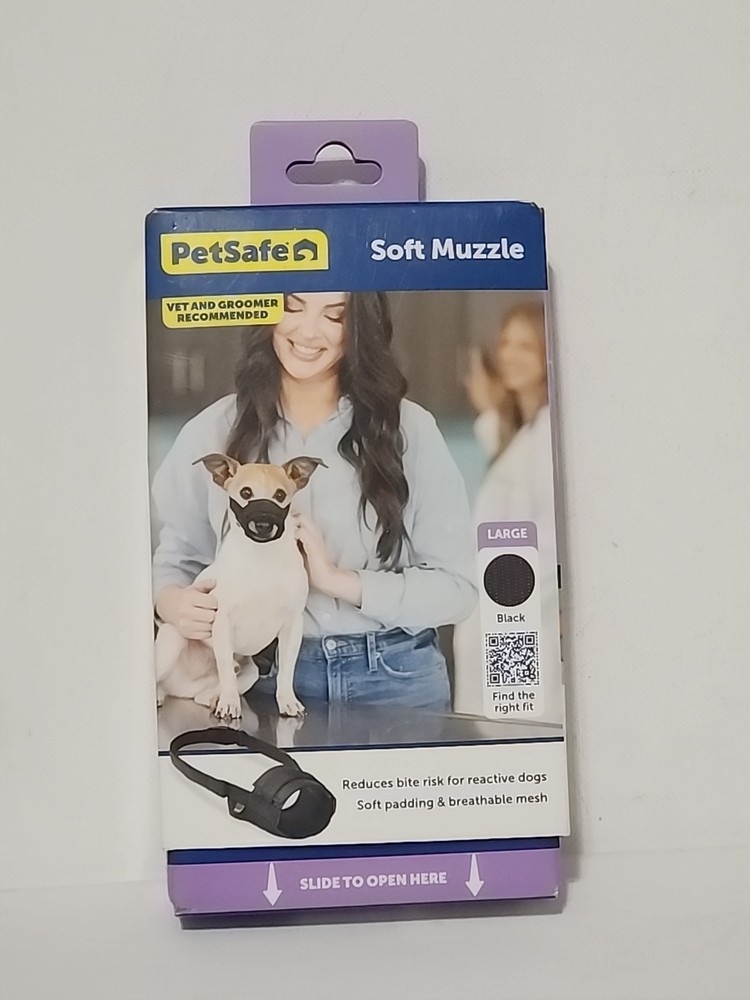 PetSafe
Soft Muzzle
VET AND GROOMER
RECOMMENDED
LARGE
Black
Find the
right fit
Reduces bite risk for reactive dogs
Soft padding & breathable mesh
SLIDE TO OPEN HERE